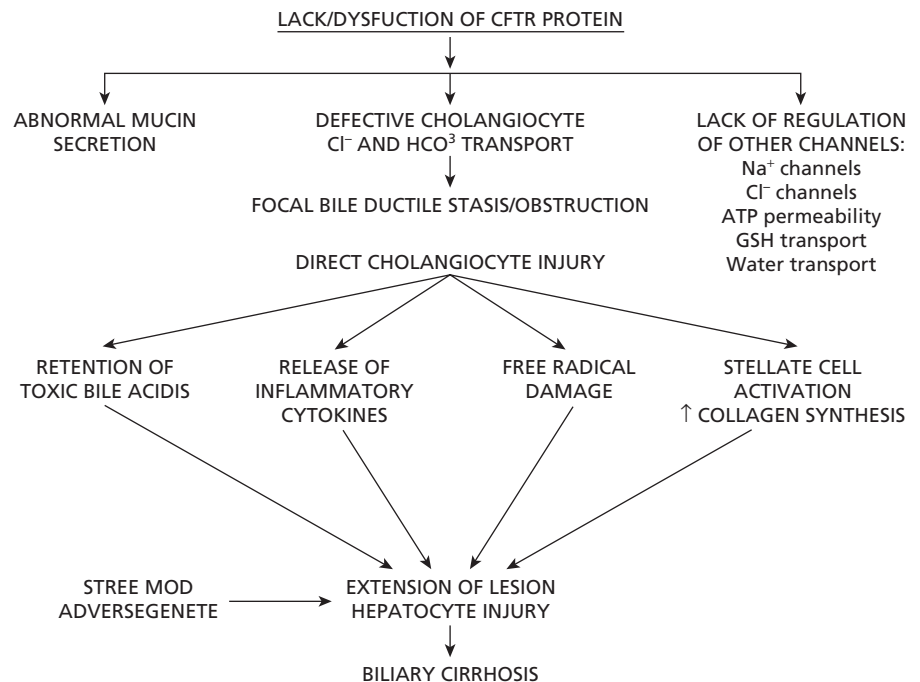 LACK/DYSFUCTION OF CFTR PROTEIN
ABNORMAL MUCIN
SECRETION
DEFECTIVE CHOLANGIOCYTE
Cl⁻ AND HCO³ TRANSPORT
LACK OF REGULATION
OF OTHER CHANNELS:
Na⁺ channels
Cl⁻ channels
ATP permeability
GSH transport
Water transport
FOCAL BILE DUCTILE STASIS/OBSTRUCTION
DIRECT CHOLANGIOCYTE INJURY
RETENTION OF
TOXIC BILE ACIDIS
RELEASE OF
INFLAMMATORY
CYTOKINES
FREE RADICAL
DAMAGE
STELLATE CELL
ACTIVATION
↑ COLLAGEN SYNTHESIS
STREE MOD
ADVERSEGENETE
EXTENSION OF LESION
HEPATOCYTE INJURY
BILIARY CIRRHOSIS